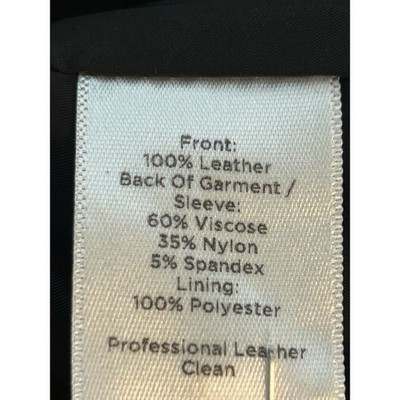 Front:
100% Leather
Back Of Garment /
Sleeve:
60% Viscose
35% Nylon
5% Spandex
Lining:
100% Polyester
Professional Leather
Clean